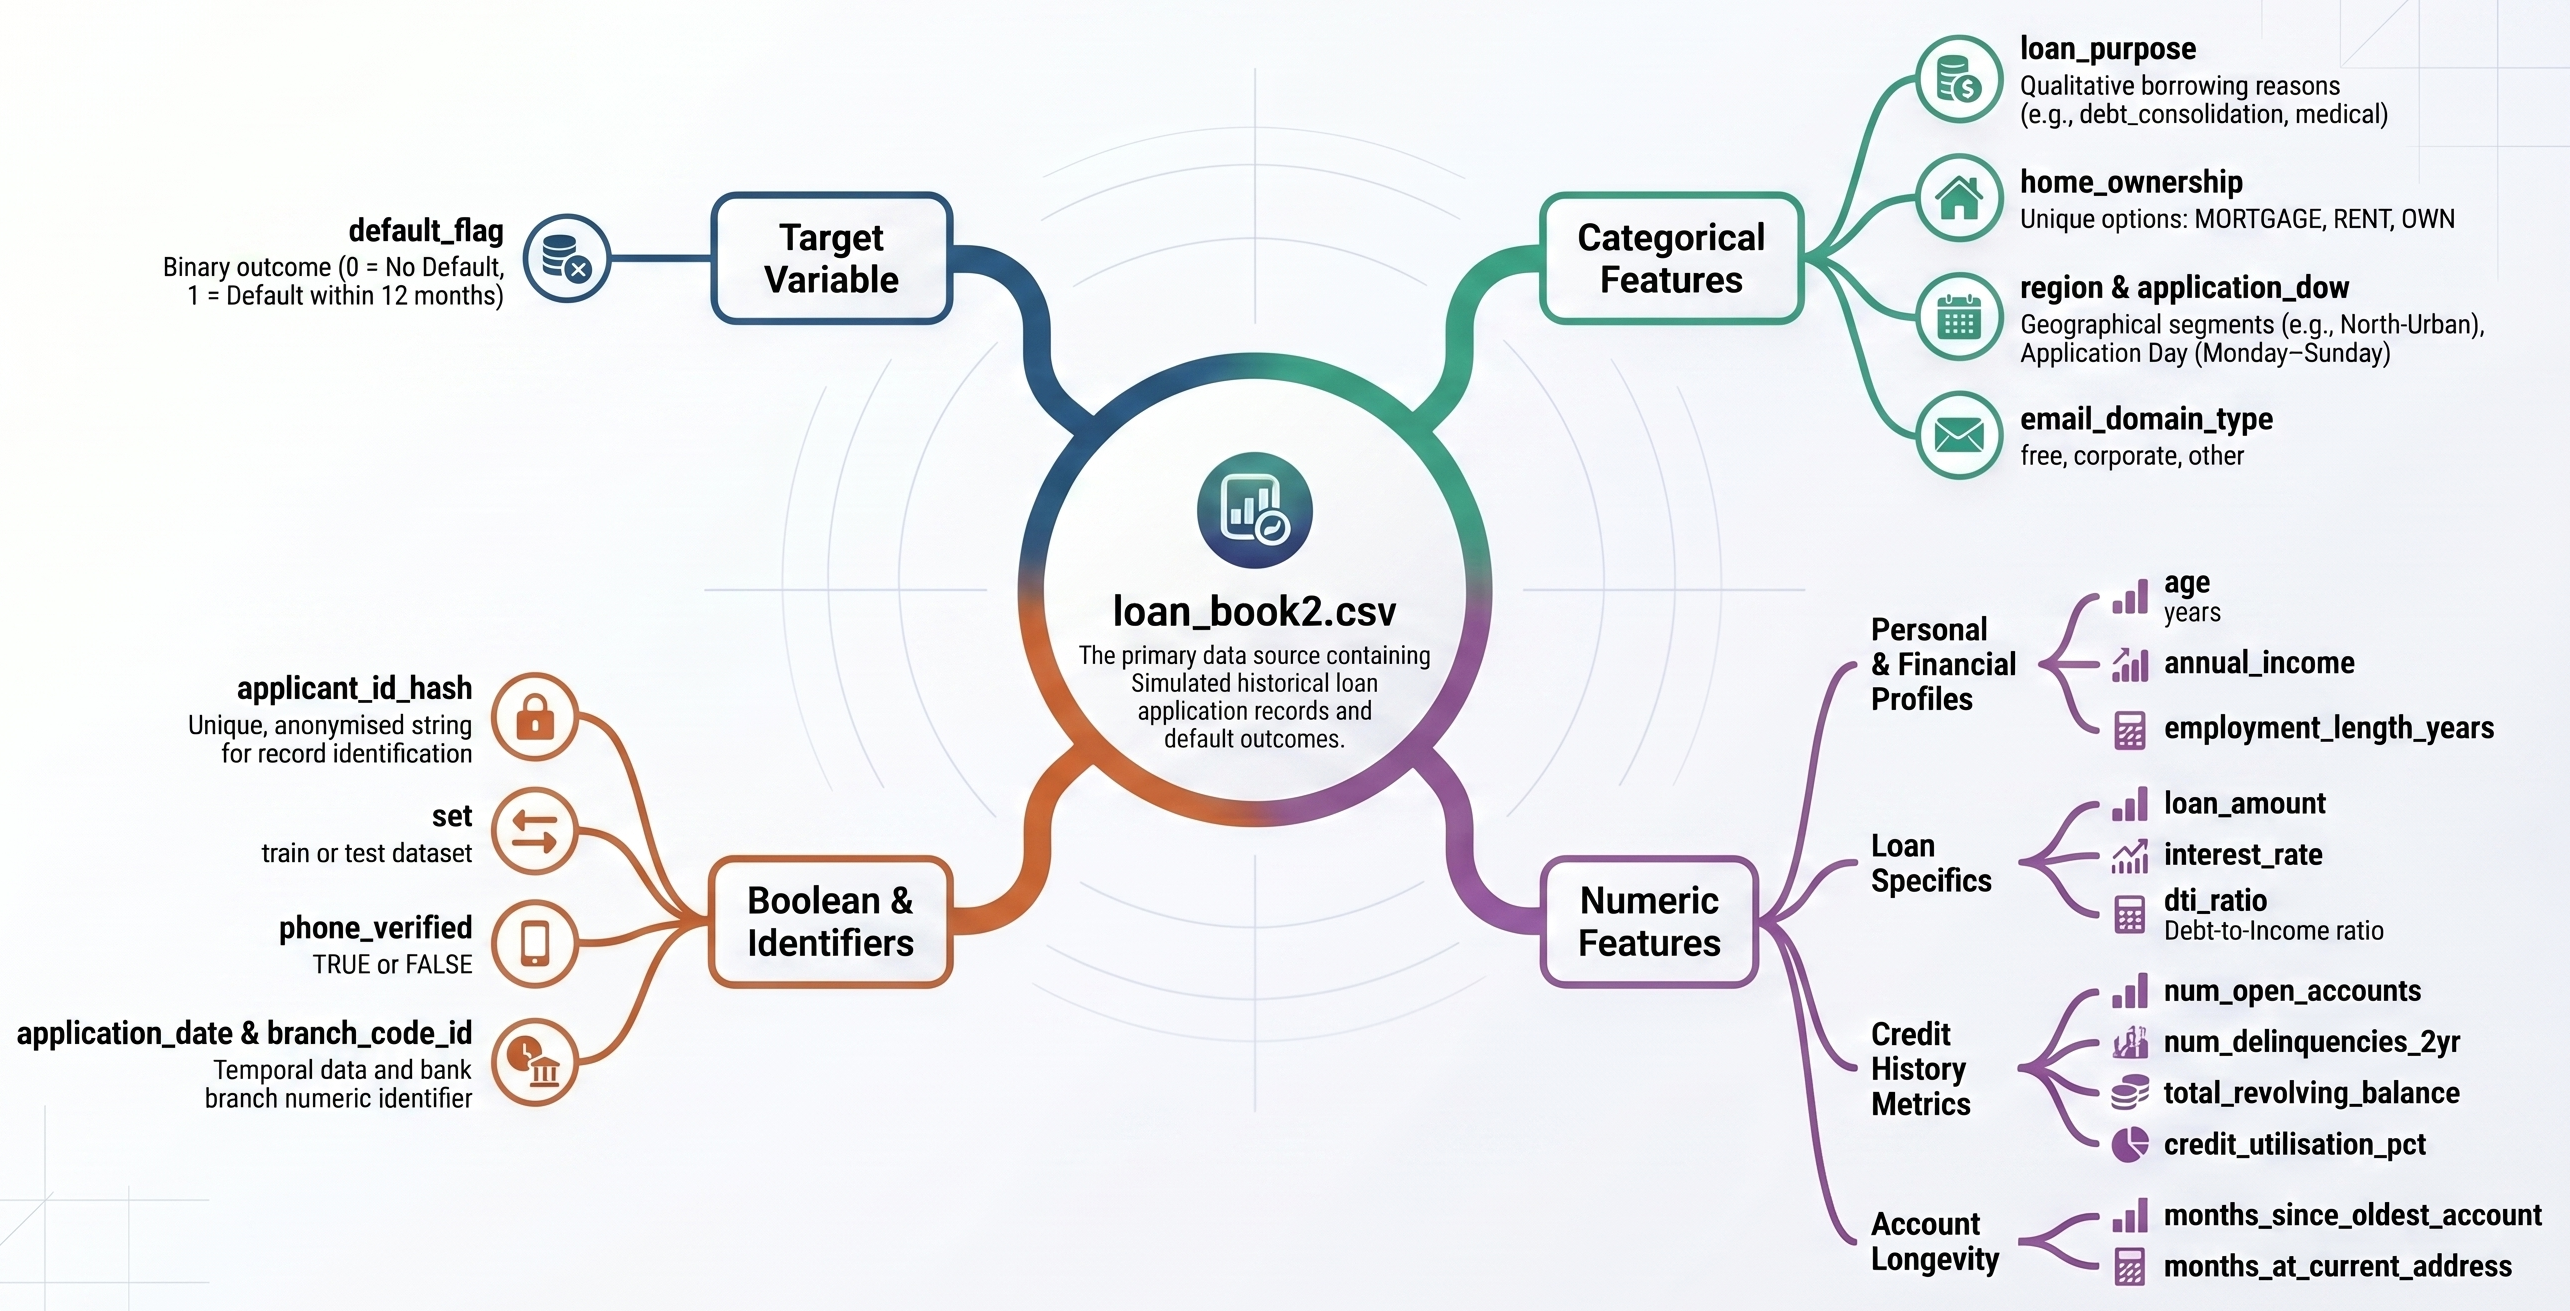 loan_book2.csv
The primary data source containing
Simulated historical loan
application records and
default outcomes.
Target
Variable
default_flag
Binary outcome (0 = No Default,
1 = Default within 12 months)
Categorical
Features
loan_purpose
Qualitative borrowing reasons
(e.g., debt_consolidation, medical)
home_ownership
Unique options: MORTGAGE, RENT, OWN
region & application_dow
Geographical segments (e.g., North-Urban),
Application Day (Monday–Sunday)
email_domain_type
free, corporate, other
Boolean &
Identifiers
applicant_id_hash
Unique, anonymised string
for record identification
set
train or test dataset
phone_verified
TRUE or FALSE
application_date & branch_code_id
Temporal data and bank
branch numeric identifier
Numeric
Features
Personal
& Financial
Profiles
age
years
annual_income
employment_length_years
Loan
Specifics
loan_amount
interest_rate
dti_ratio
Debt-to-Income ratio
Credit
History
Metrics
num_open_accounts
num_delinquencies_2yr
total_revolving_balance
credit_utilisation_pct
Account
Longevity
months_since_oldest_account
months_at_current_address